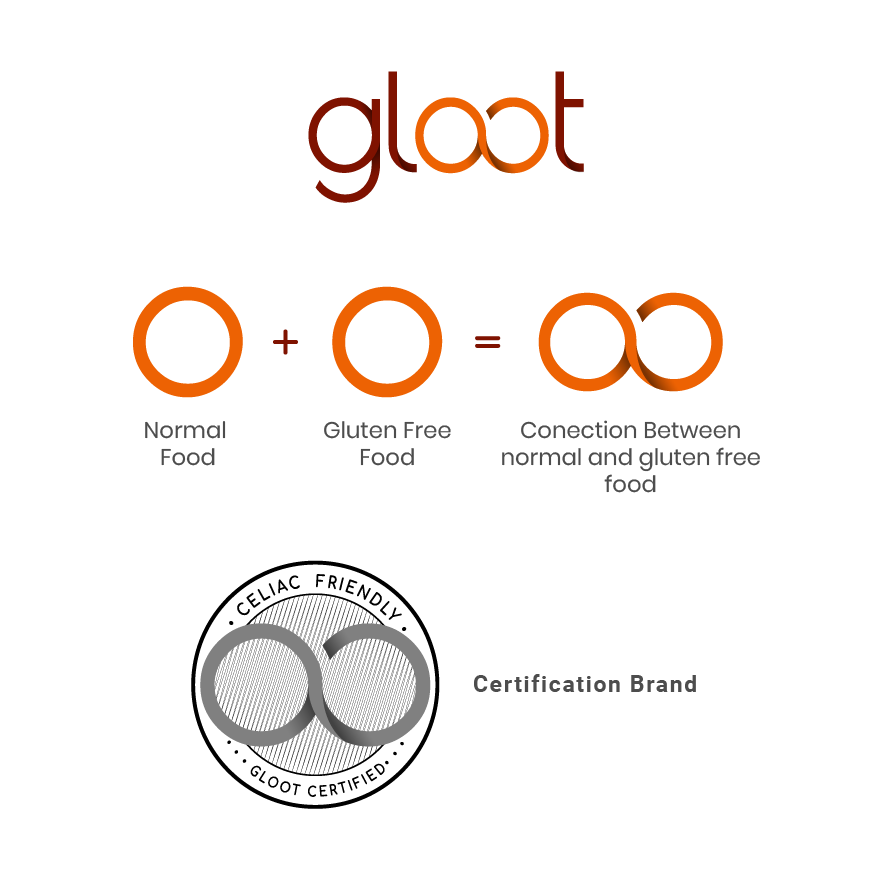 gloot
+
=
Normal
Food
Gluten Free
Food
Conection Between
normal and gluten free
food
• CELIAC FRIENDLY •
Certification Brand
• • • GLOOT CERTIFIED • • •